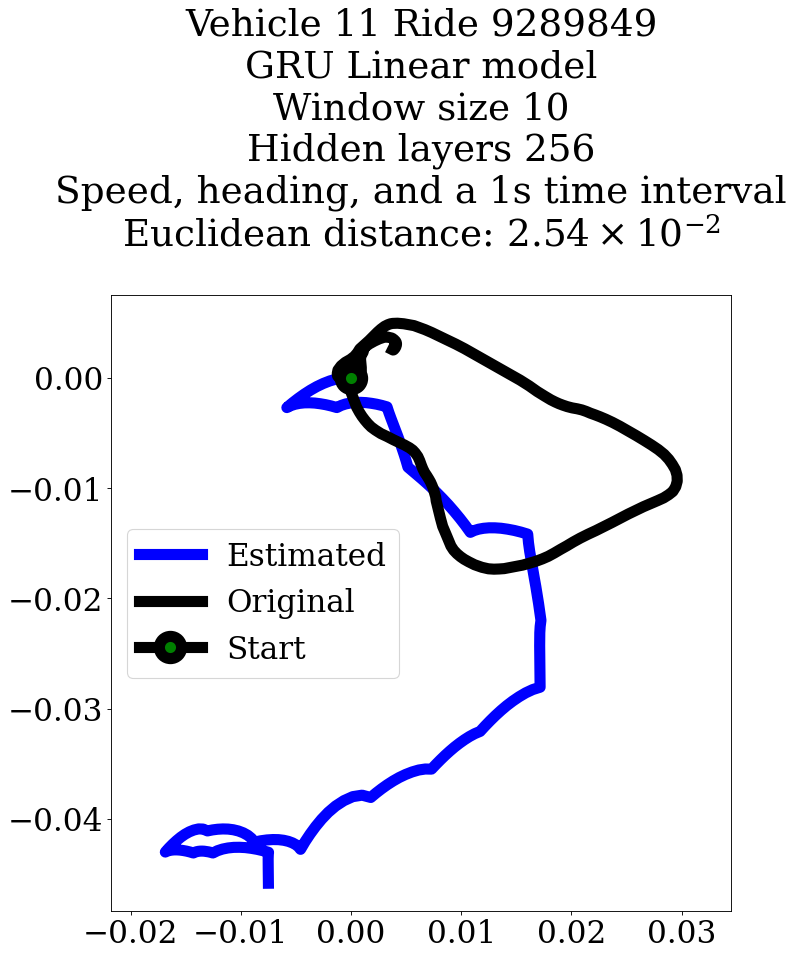 Vehicle 11 Ride 9289849
GRU Linear model
Window size 10
Hidden layers 256
Speed, heading, and a 1s time interval
Euclidean distance: 2.54 × 10⁻²
0.00
−0.01
−0.02
−0.03
−0.04
Estimated
Original
Start
−0.02 −0.01 0.00 0.01 0.02 0.03